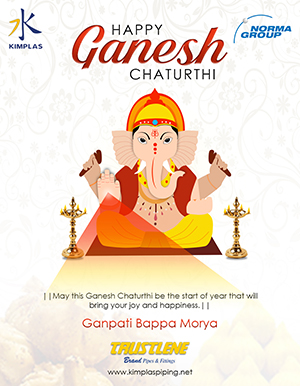 KIMPLAS
NORMA
GROUP
HAPPY
Ganesh
CHATURTHI
||May this Ganesh Chaturthi be the start of year that will
bring your joy and happiness.||
Ganpati Bappa Morya
TRUSTLENE
Brand Pipes & Fittings
www.kimplaspiping.net